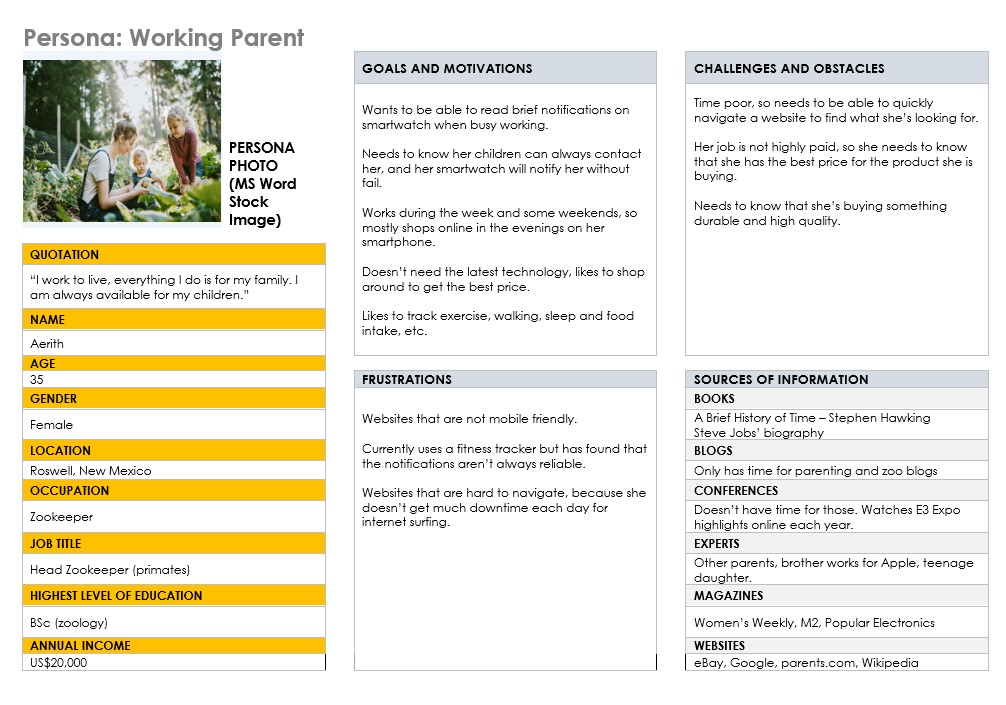 Persona: Working Parent
PERSONA
PHOTO
(MS Word
Stock
Image)
QUOTATION
“I work to live, everything I do is for my family. I
am always available for my children.”
NAME
Aerith
AGE
35
GENDER
Female
LOCATION
Roswell, New Mexico
OCCUPATION
Zookeeper
JOB TITLE
Head Zookeeper (primates)
HIGHEST LEVEL OF EDUCATION
BSc (zoology)
ANNUAL INCOME
US$20,000
GOALS AND MOTIVATIONS
Wants to be able to read brief notifications on
smartwatch when busy working.
Needs to know her children can always contact
her, and her smartwatch will notify her without
fail.
Works during the week and some weekends, so
mostly shops online in the evenings on her
smartphone.
Doesn’t need the latest technology, likes to shop
around to get the best price.
Likes to track exercise, walking, sleep and food
intake, etc.
FRUSTRATIONS
Websites that are not mobile friendly.
Currently uses a fitness tracker but has found that
the notifications aren’t always reliable.
Websites that are hard to navigate, because she
doesn’t get much downtime each day for
internet surfing.
CHALLENGES AND OBSTACLES
Time poor, so needs to be able to quickly
navigate a website to find what she’s looking for.
Her job is not highly paid, so she needs to know
that she has the best price for the product she is
buying.
Needs to know that she’s buying something
durable and high quality.
SOURCES OF INFORMATION
BOOKS
A Brief History of Time – Stephen Hawking
Steve Jobs’ biography
BLOGS
Only has time for parenting and zoo blogs
CONFERENCES
Doesn’t have time for those. Watches E3 Expo
highlights online each year.
EXPERTS
Other parents, brother works for Apple, teenage
daughter.
MAGAZINES
Women’s Weekly, M2, Popular Electronics
WEBSITES
eBay, Google, parents.com, Wikipedia